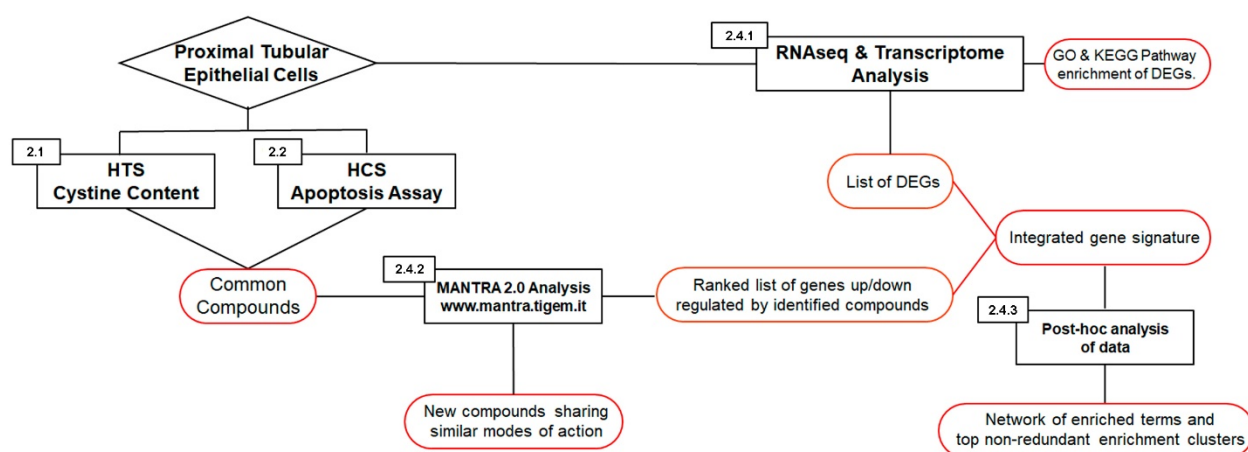 Proximal Tubular
Epithelial Cells
2.4.1
RNAseq & Transcriptome
Analysis
GO & KEGG Pathway
enrichment of DEGs.
2.1
HTS
Cystine Content
2.2
HCS
Apoptosis Assay
List of DEGs
Integrated gene signature
Common
Compounds
2.4.2
MANTRA 2.0 Analysis
www.mantra.tigem.it
Ranked list of genes up/down
regulated by identified compounds
2.4.3
Post-hoc analysis
of data
New compounds sharing
similar modes of action
Network of enriched terms and
top non-redundant enrichment clusters